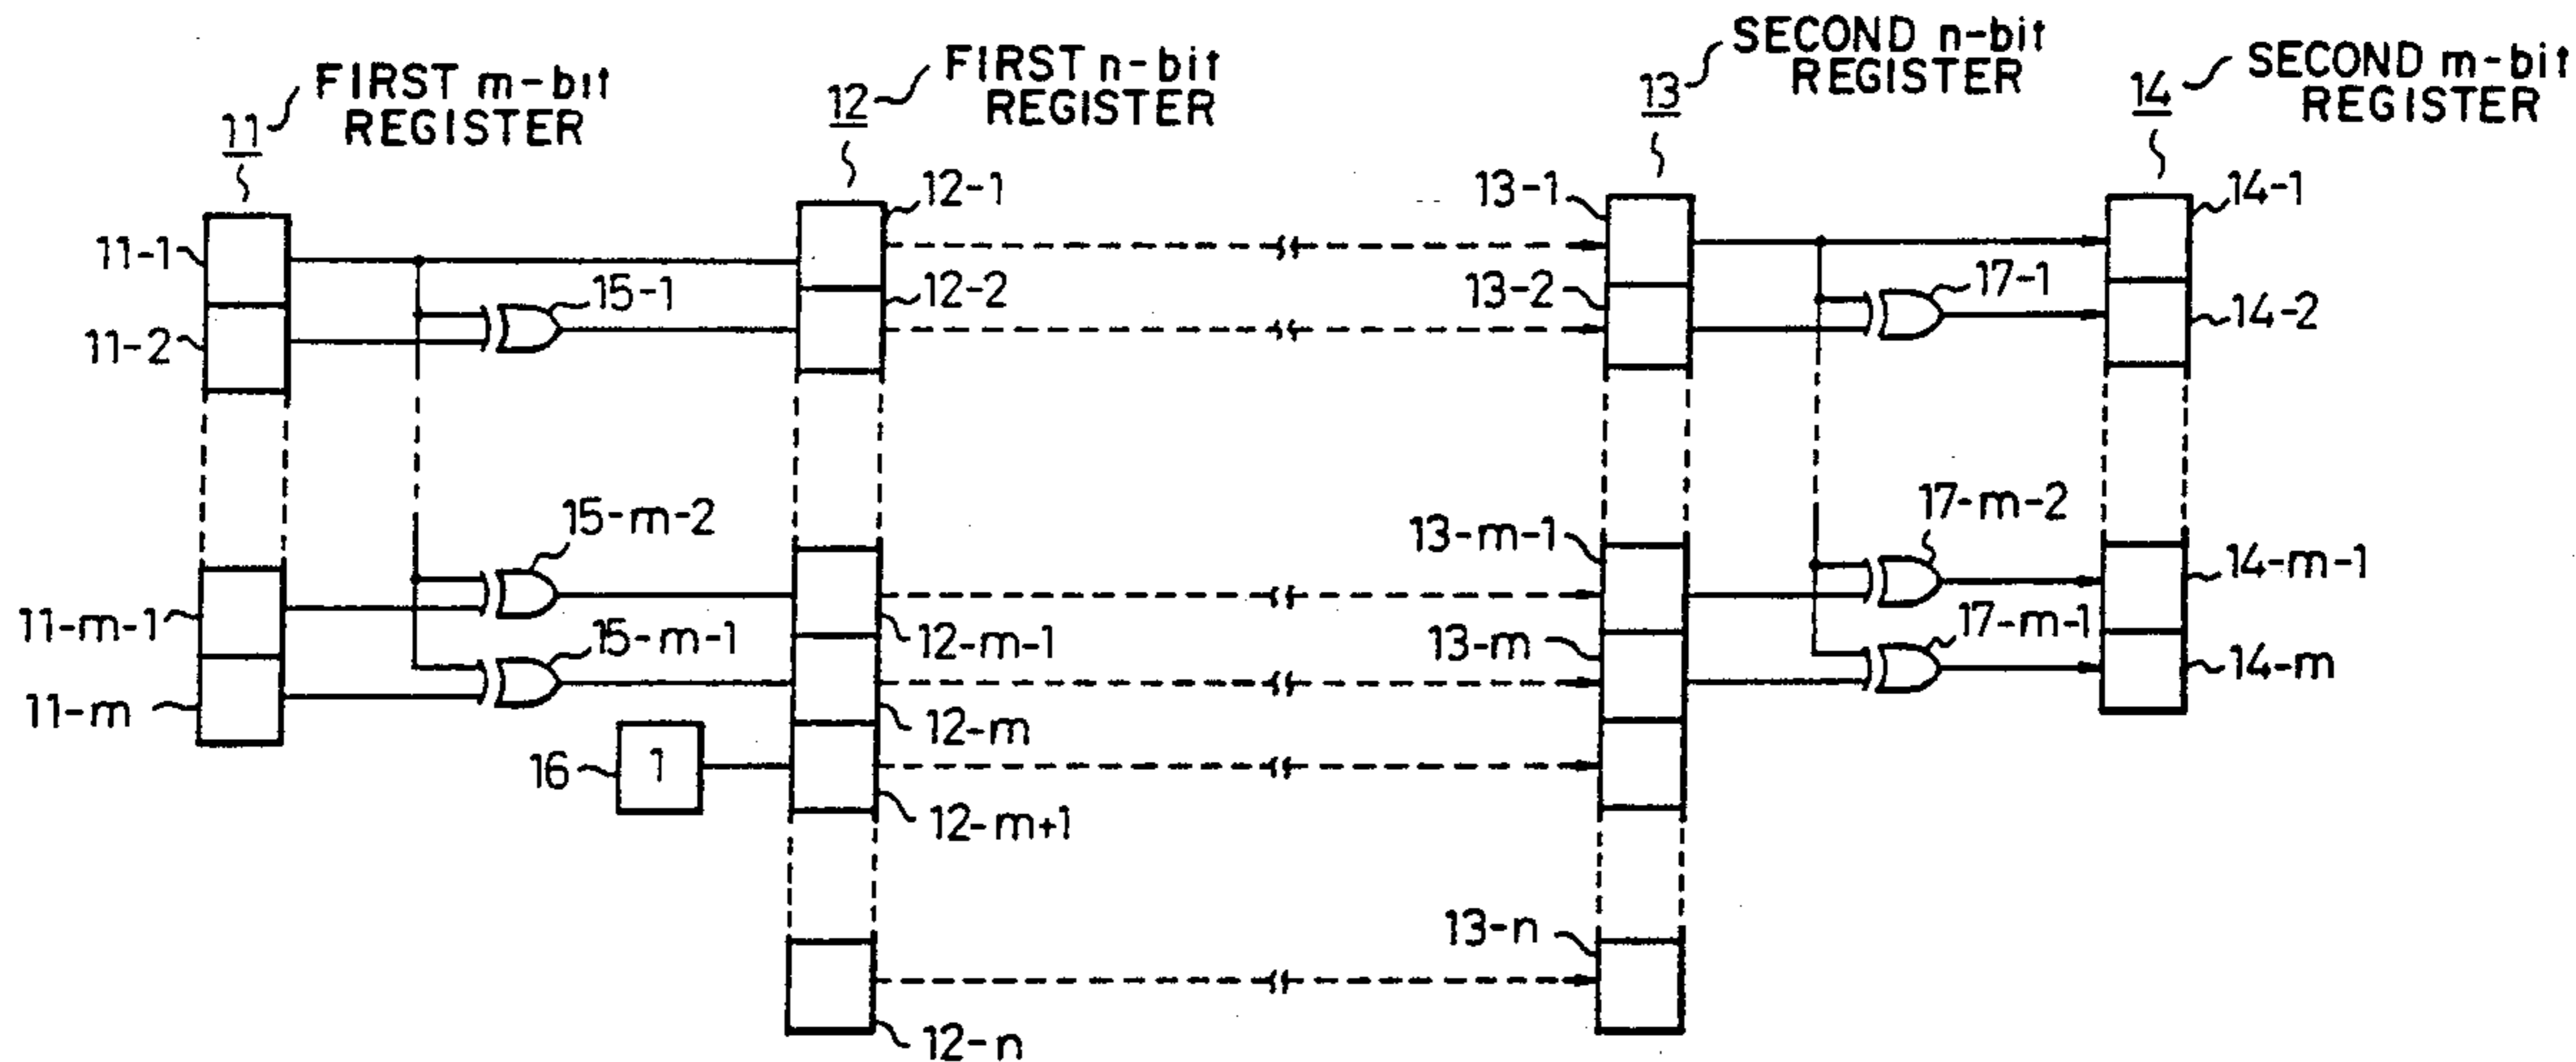 11 FIRST m-bit
REGISTER
12 FIRST n-bit
REGISTER
13 SECOND n-bit
REGISTER
14 SECOND m-bit
REGISTER
11-1
11-2
11-m-1
11-m
15-1
15-m-2
15-m-1
16
1
12-1
12-2
12-m-1
12-m
12-m+1
12-n
13-1
13-2
13-m-1
13-m
13-n
17-1
17-m-2
17-m-1
14-1
14-2
14-m-1
14-m